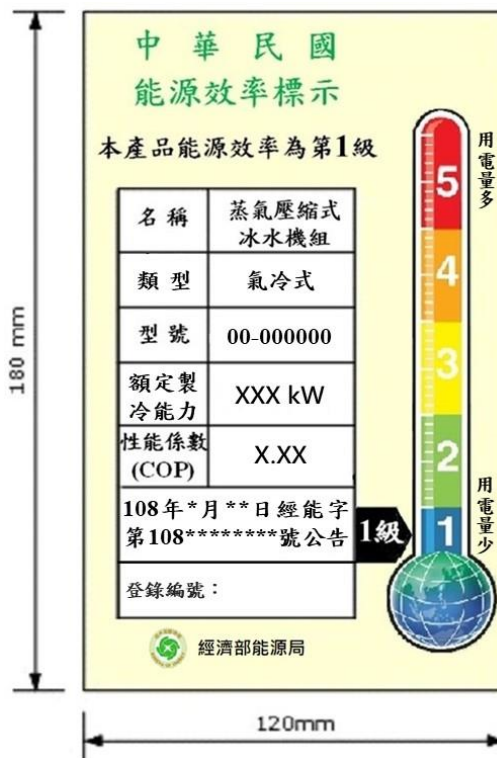 中華民國
能源效率標示
本產品能源效率為第1級
名稱 蒸氣壓縮式
冰水機組
類型 氣冷式
型號 00-000000
額定製
冷能力 XXX kW
性能係數
(COP) X.XX
108年*月**日經能字
第108********號公告
登錄編號：
經濟部能源局
1級
用電量多
5
4
3
2
1
用電量少
180 mm
120mm